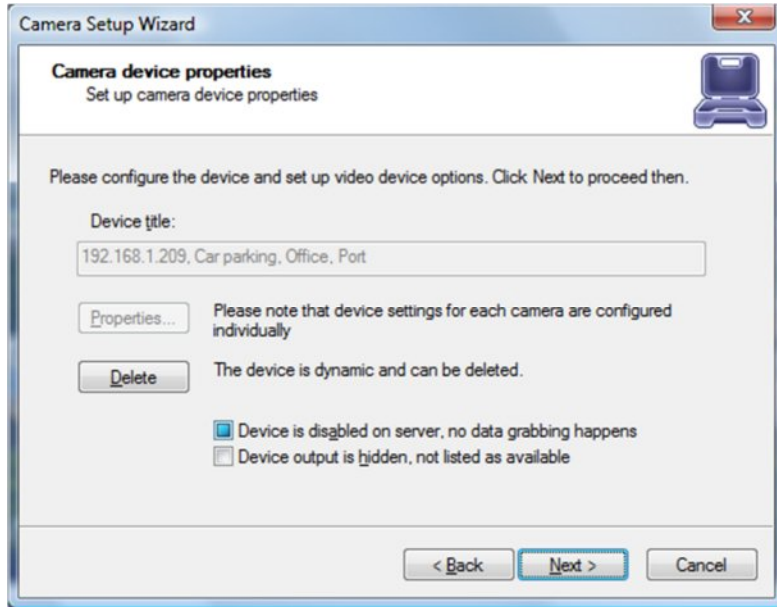 Camera Setup Wizard
Camera device properties
Set up camera device properties
Please configure the device and set up video device options. Click Next to proceed then.
Device title:
192.168.1.209, Car parking, Office, Port
Properties...
Please note that device settings for each camera are configured
individually
Delete
The device is dynamic and can be deleted.
Device is disabled on server, no data grabbing happens
Device output is hidden, not listed as available
< Back
Next >
Cancel